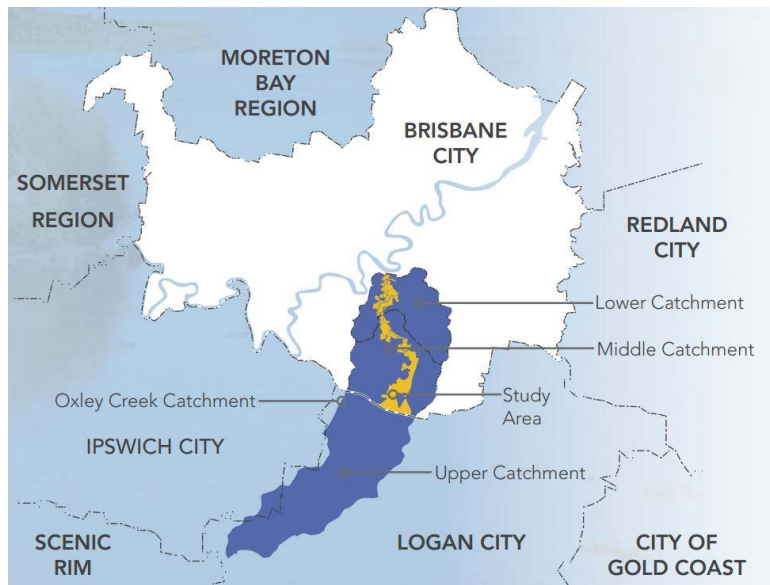 MORETON
BAY
REGION
BRISBANE
CITY
SOMERSET
REGION
REDLAND
CITY
Lower Catchment
Middle Catchment
Oxley Creek Catchment
Study
Area
IPSWICH CITY
Upper Catchment
SCENIC
RIM
LOGAN CITY
CITY OF
GOLD COAST